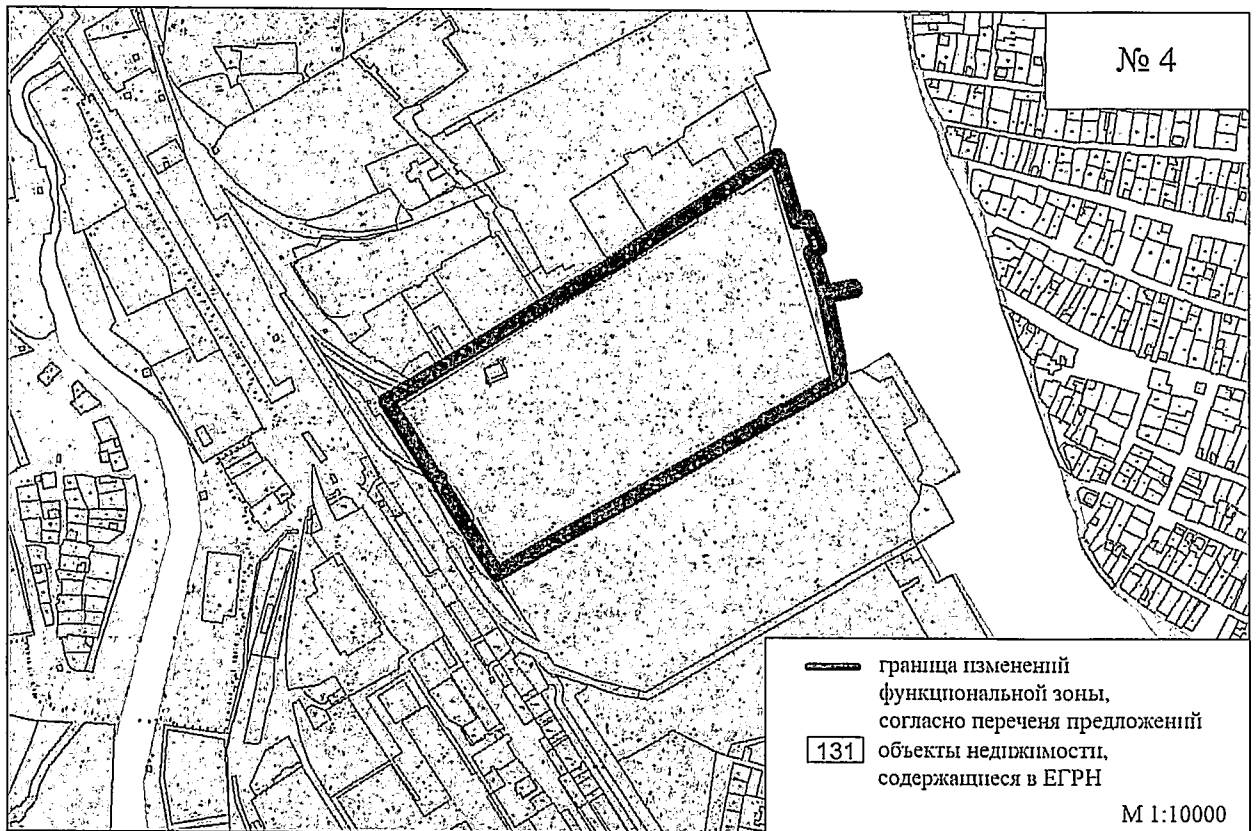 № 4
граница изменений
функциональной зоны,
согласно переченя предложений
131 объекты недвижимости,
содержащиеся в ЕГРН
М 1:10000